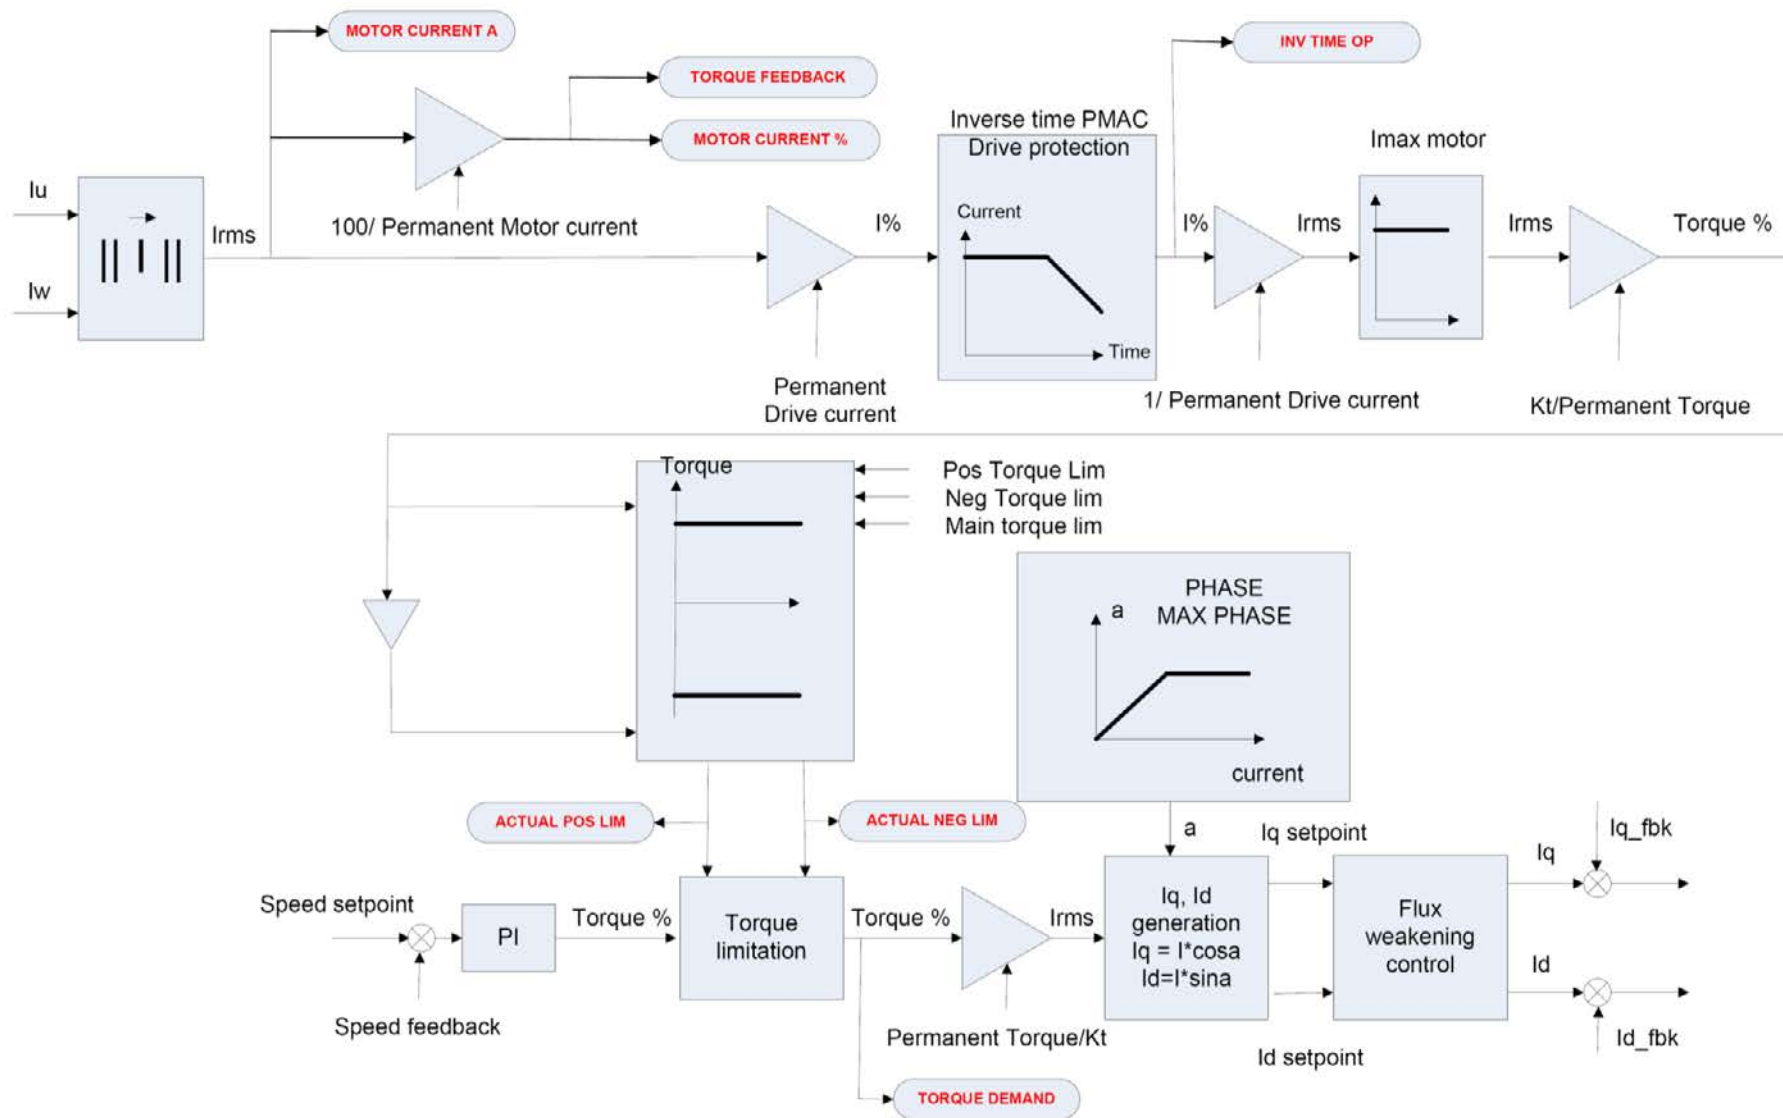 MOTOR CURRENT A
INV TIME OP
TORQUE FEEDBACK
MOTOR CURRENT %
Inverse time PMAC
Drive protection
Imax motor
Iu
Iw
Irms
100/ Permanent Motor current
I%
Current
Time
I%
Irms
Irms
Torque %
Permanent
Drive current
1/ Permanent Drive current
Kt/Permanent Torque
Torque
Pos Torque Lim
Neg Torque lim
Main torque lim
PHASE
MAX PHASE
a
current
ACTUAL POS LIM
ACTUAL NEG LIM
a
Iq setpoint
Iq_fbk
Iq
Speed setpoint
PI
Torque %
Torque
limitation
Torque %
Irms
Iq, Id
generation
Iq = I*cosa
Id=I*sina
Flux
weakening
control
Id
Speed feedback
Permanent Torque/Kt
Id setpoint
Id_fbk
TORQUE DEMAND